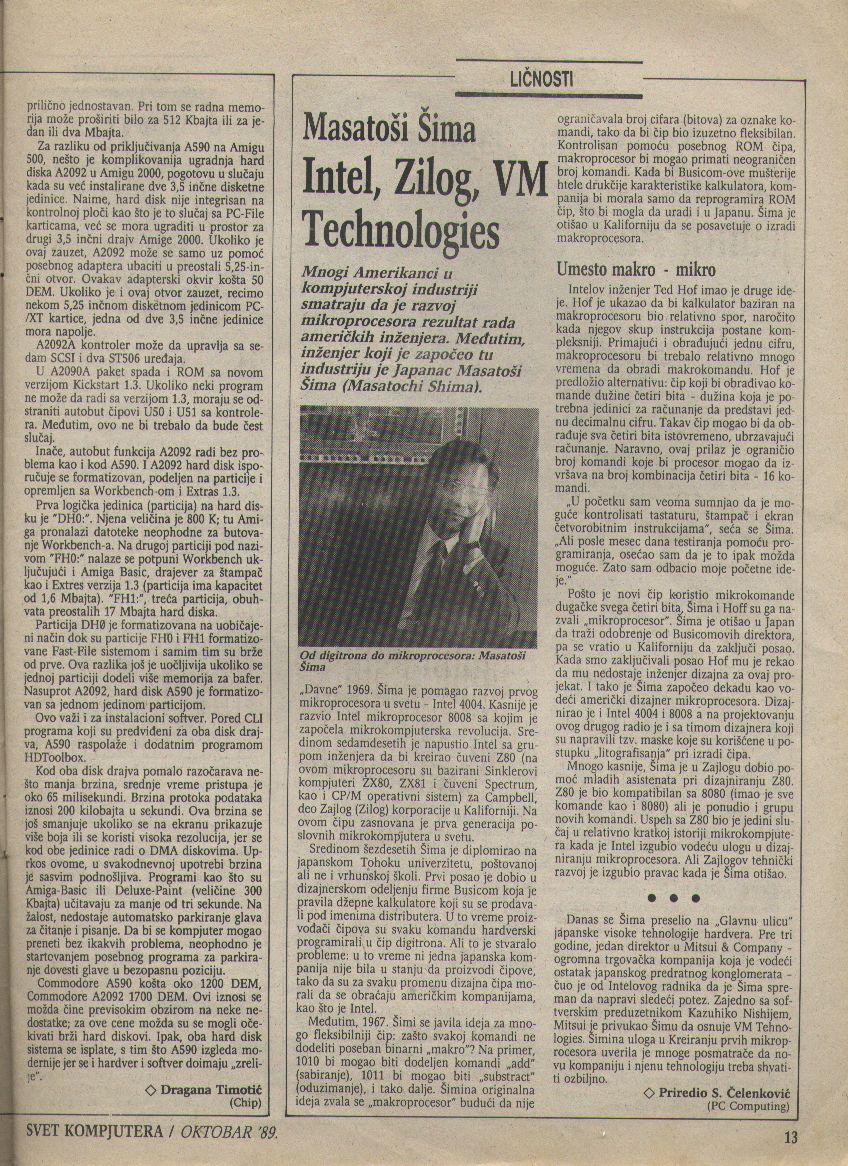 prilično jednostavan. Pri tom se radna memo-
rija može proširiti bilo za 512 Kbajta ili za je-
dan ili dva Mbajta.
Za razliku od priključivanja A590 na Amigu
500, nešto je komplikovanija ugradnja hard
diska A2092 u Amigu 2000, pogotovu u slučaju
kada su već instalirane dve 3,5 inčne disketne
jedinice. Naime, hard disk nije integrisan na
kontrolnoj ploči kao što je to slučaj sa PC-File
karticama, već se mora ugraditi u prostor za
drugi 3,5 inčni drajv Amige 2000. Ukoliko je
ovaj zauzet, A2092 može se samo uz pomoć
posebnog adaptera ubaciti u preostali 5,25-in-
čni otvor. Ovakav adapterski okvir košta 50
DEM. Ukoliko je i ovaj otvor zauzet, recimo
nekom 5,25 inčnom disketnom jedinicom PC-
/XT kartice, jedna od dve 3,5 inčne jedinice
mora napolje.
A2092A kontroler može da upravlja sa se-
dam SCSI i dva ST506 uređaja.
U A2090A paket spada i ROM sa novom
verzijom Kickstart 1.3. Ukoliko neki program
ne može da radi sa verzijom 1.3, moraju se od-
straniti autobut čipovi U50 i U51 sa kontrole-
ra. Međutim, ovo ne bi trebalo da bude čest
slučaj.
Inače, autobut funkcija A2092 radi bez pro-
blema kao i kod A590. I A2092 hard disk ispo-
ručuje se formatizovan, podeljen na particije i
opremljen sa Workbench-om i Extras 1.3.
Prva logička jedinica (particija) na hard dis-
ku je "DH0:". Njena veličina je 800 K; tu Ami-
ga pronalazi datoteke neophodne za butova-
nje Workbench-a. Na drugoj particiji pod nazi-
vom "FH0:" nalaze se potpuni Workbench uk-
ljučujući i Amiga Basic, drajever za štampač
kao i Extres verzija 1.3 (particija ima kapacitet
od 1,6 Mbajta). "FH1:", treća particija, obuh-
vata preostalih 17 Mbajta hard diska.
Particija DH0 je formatizovana na uobičaje-
ni način dok su particije FH0 i FH1 formatizo-
vane Fast-File sistemom i samim tim su brže
od prve. Ova razlika još je uočljivija ukoliko se
jednoj particiji dodeli više memorija za bafer.
Nasuprot A2092, hard disk A590 je formatizo-
van sa jednom jedinom particijom.
Ovo važi i za instalacioni softver. Pored CLI
programa koji su predviđeni za oba disk draj-
va, A590 raspolaže i dodatnim programom
HDToolbox.
Kod oba disk drajva pomalo razočarava ne-
što manja brzina, srednje vreme pristupa je
oko 65 milisekundi. Brzina protoka podataka
iznosi 200 kilobajta u sekundi. Ova brzina se
još smanjuje ukoliko se na ekranu prikazuje
više boja ili se koristi visoka rezolucija, jer se
kod obe jedinice radi o DMA diskovima. Up-
rkos ovome, u svakodnevnoj upotrebi brzina
je sasvim podnošljiva. Programi kao što su
Amiga-Basic ili Deluxe-Paint (veličine 300
Kbajta) učitavaju za manje od tri sekunde. Na
žalost, nedostaje automatsko parkiranje glava
za čitanje i pisanje. Da bi se kompjuter mogao
preneti bez ikakvih problema, neophodno je
startovanjem posebnog programa za parkira-
nje dovesti glave u bezopasnu poziciju.
Commodore A590 košta oko 1200 DEM,
Commodore A2092 1700 DEM. Ovi iznosi se
možda čine previsokim obzirom na neke ne-
dostatke; za ove cene možda su se mogli oče-
kivati brži hard diskovi. Ipak, oba hard disk
sistema se isplate, s tim što A590 izgleda mo-
dernije jer se i hardver i softver doimaju „zreli-
je".
◇ Dragana Timotić
(Chip)
LIČNOSTI
Masatoši Šima
Intel, Zilog, VM
Technologies
Mnogi Amerikanci u
kompjuterskoj industriji
smatraju da je razvoj
mikroprocesora rezultat rada
američkih inženjera. Međutim,
inženjer koji je započeo tu
industriju je Japanac Masatoši
Šima (Masatochi Shima).
Od digitrona do mikroprocesora: Masatoši
Šima
„Davne" 1969. Šima je pomagao razvoj prvog
mikroprocesora u svetu - Intel 4004. Kasnije je
razvio Intel mikroprocesor 8008 sa kojim je
započela mikrokompjuterska revolucija. Sre-
dinom sedamdesetih je napustio Intel sa gru-
pom inženjera da bi kreirao čuveni Z80 (na
ovom mikroprocesoru su bazirani Sinklerovi
kompjuteri ZX80, ZX81 i čuveni Spectrum,
kao i CP/M operativni sistem) za Campbell,
deo Zajlog (Zilog) korporacije u Kaliforniji. Na
ovom čipu zasnovana je prva generacija po-
slovnih mikrokompjutera u svetu.
Sredinom šezdesetih Šima je diplomirao na
japanskom Tohoku univerzitetu, poštovanoj
ali ne i vrhunskoj školi. Prvi posao je dobio u
dizajnerskom odeljenju firme Busicom koja je
pravila džepne kalkulatore koji su se prodava-
li pod imenima distributera. U to vreme proiz-
vođači čipova su svaku komandu hardverski
programirali u čip digitrona. Ali to je stvaralo
probleme: u to vreme ni jedna japanska kom-
panija nije bila u stanju da proizvodi čipove,
tako da su za svaku promenu dizajna čipa mo-
rali da se obraćaju američkim kompanijama,
kao što je Intel.
Međutim, 1967. Šimi se javila ideja za mno-
go fleksibilniji čip: zašto svakoj komandi ne
dodeliti poseban binarni „makro"? Na primer,
1010 bi mogao biti dodeljen komandi „add"
(sabiranje), 1011 bi mogao biti „substract"
(oduzimanje), i tako dalje. Šimina originalna
ideja zvala se „makroprocesor" budući da nije
ograničavala broj cifara (bitova) za oznake ko-
mandi, tako da bi čip bio izuzetno fleksibilan.
Kontrolisan pomoću posebnog ROM čipa,
makroprocesor bi mogao primati neograničen
broj komandi. Kada bi Busicom-ove mušterije
htele drukčije karakteristike kalkulatora, kom-
panija bi morala samo da reprogramira ROM
čip, što bi mogla da uradi i u Japanu. Šima je
otišao u Kaliforniju da se posavetuje o izradi
makroprocesora.
Umesto makro - mikro
Intelov inženjer Ted Hof imao je druge ide-
je. Hof je ukazao da bi kalkulator baziran na
makroprocesoru bio relativno spor, naročito
kada njegov skup instrukcija postane kom-
pleksniji. Primajući i obrađujući jednu cifru,
makroprocesoru bi trebalo relativno mnogo
vremena da obradi makrokomandu. Hof je
predložio alternativu: čip koji bi obrađivao ko-
mande dužine četiri bita - dužina koja je po-
trebna jedinici za računanje da predstavi jed-
nu decimalnu cifru. Takav čip mogao bi da ob-
rađuje sva četiri bita istovremeno, ubrzavajući
računanje. Naravno, ovaj prilaz je ograničio
broj komandi koje bi procesor mogao da iz-
vršava na broj kombinacija četiri bita - 16 ko-
mandi.
„U početku sam veoma sumnjao da je mo-
guće kontrolisati tastaturu, štampač i ekran
četvorobitnim instrukcijama", seća se Šima.
„Ali posle mesec dana testiranja pomoću pro-
gramiranja, osećao sam da je to ipak možda
moguće. Zato sam odbacio moje početne ide-
je."
Pošto je novi čip koristio mikrokomande
dugačke svega četiri bita, Šima i Hoff su ga na-
zvali „mikroprocesor". Šima je otišao u Japan
da traži odobrenje od Busicomovih direktora,
pa se vratio u Kaliforniju da zaključi posao.
Kada smo zaključivali posao Hof mu je rekao
da mu nedostaje inženjer dizajna za ovaj pro-
jekat. I tako je Šima započeo dekadu kao vo-
deći američki dizajner mikroprocesora. Dizaj-
nirao je i Intel 4004 i 8008 a na projektovanju
ovog drugog radio je i sa timom dizajnera koji
su napravili tzv. maske koje su korišćene u po-
stupku „litografisanja" pri izradi čipa.
Mnogo kasnije, Šima je u Zajlogu dobio po-
moć mladih asistenata pri dizajniranju Z80.
Z80 je bio kompatibilan sa 8080 (imao je sve
komande kao i 8080) ali je ponudio i grupu
novih komandi. Uspeh sa Z80 bio je jedini slu-
čaj u relativno kratkoj istoriji mikrokompjute-
ra kada je Intel izgubio vodeću ulogu u dizaj-
niranju mikroprocesora. Ali Zajlogov tehnički
razvoj je izgubio pravac kada je Šima otišao.
● ● ●
Danas se Šima preselio na „Glavnu ulicu"
japanske visoke tehnologije hardvera. Pre tri
godine, jedan direktor u Mitsui & Company -
ogromna trgovačka kompanija koja je vodeći
ostatak japanskog predratnog konglomerata -
čuo je od Intelovog radnika da je Šima spre-
man da napravi sledeći potez. Zajedno sa sof-
tverskim preduzetnikom Kazuhiko Nishijem,
Mitsui je privukao Šimu da osnuje VM Tehno-
logies. Šimina uloga u Kreiranju prvih mikrop-
rocesora uverila je mnoge posmatrače da no-
vu kompaniju i njenu tehnologiju treba shvati-
ti ozbiljno.
◇ Priredio S. Čelenković
(PC Computing)
SVET KOMPJUTERA / OKTOBAR '89.
13